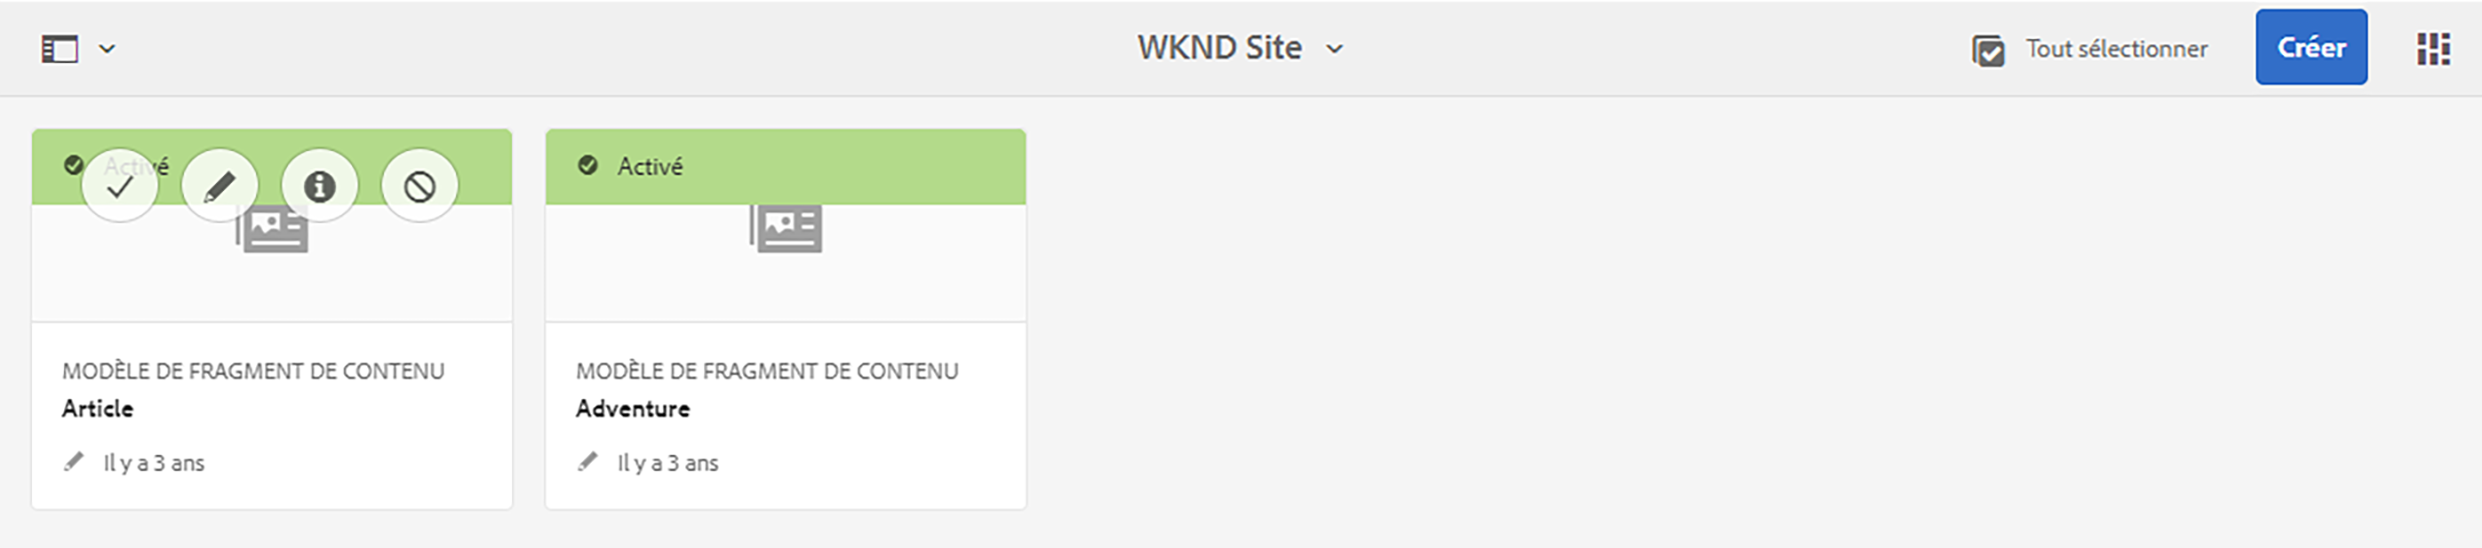 WKND Site
Tout sélectionner
Créer
Activé
Activé
MODÈLE DE FRAGMENT DE CONTENU
Article
Il y a 3 ans
MODÈLE DE FRAGMENT DE CONTENU
Adventure
Il y a 3 ans